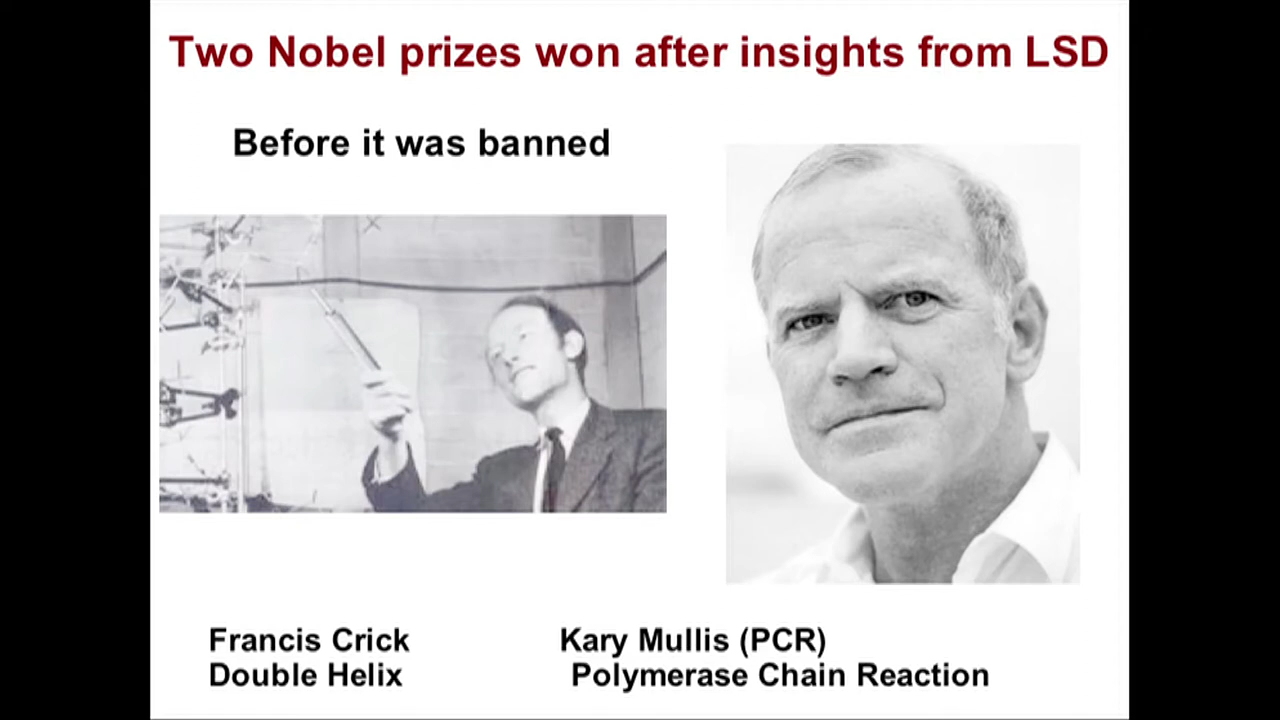 Two Nobel prizes won after insights from LSD
Before it was banned
Francis Crick
Double Helix
Kary Mullis (PCR)
Polymerase Chain Reaction